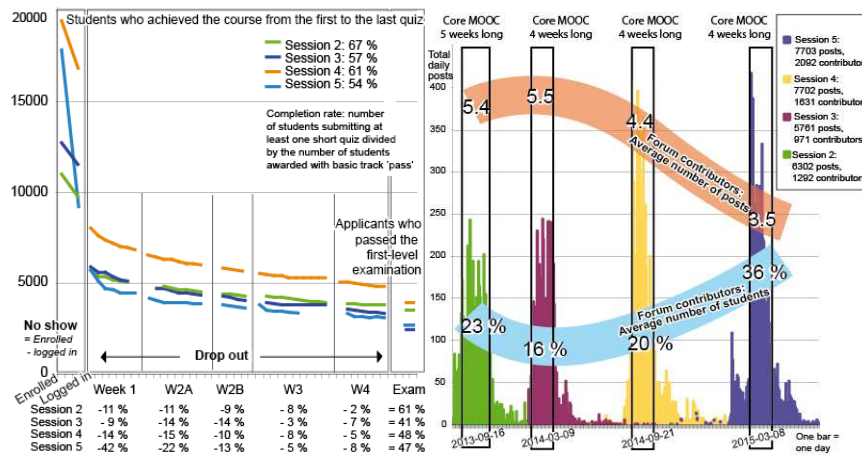 Students who achieved the course from the first to the last quiz
20000
15000
10000
5000
0
Session 2: 67 %
Session 3: 57 %
Session 4: 61 %
Session 5: 54 %
Completion rate: number
of students submitting at
least one short quiz divided
by the number of students
awarded with basic track 'pass'
Applicants who
passed the
first-level
examination
No show
= Enrolled
- logged in
Drop out
Enrolled
Logged in
Week 1 W2A W2B W3 W4 Exam
Session 2 -11 % -11 % -9 % - 8 % - 2 % = 61 %
Session 3 - 9 % -14 % -14 % - 3 % - 7 % = 41 %
Session 4 -14 % -15 % -10 % - 8 % - 5 % = 48 %
Session 5 -42 % -22 % -13 % - 5 % - 8 % = 47 %
Core MOOC
5 weeks long
Core MOOC
4 weeks long
Core MOOC
4 weeks long
Core MOOC
4 weeks long
Total
daily
posts
400
350
300
250
200
150
100
50
0
5.4
5.5
4.4
3.5
Forum contributors:
Average number of posts
23 %
16 %
20 %
36 %
Forum contributors:
Average number of students
2013-09-16
2014-03-09
2014-09-21
2015-03-08
One bar =
one day
Session 5:
7703 posts,
2092 contributors
Session 4:
7702 posts,
1631 contributors
Session 3:
5761 posts,
971 contributors
Session 2:
6302 posts,
1292 contributors